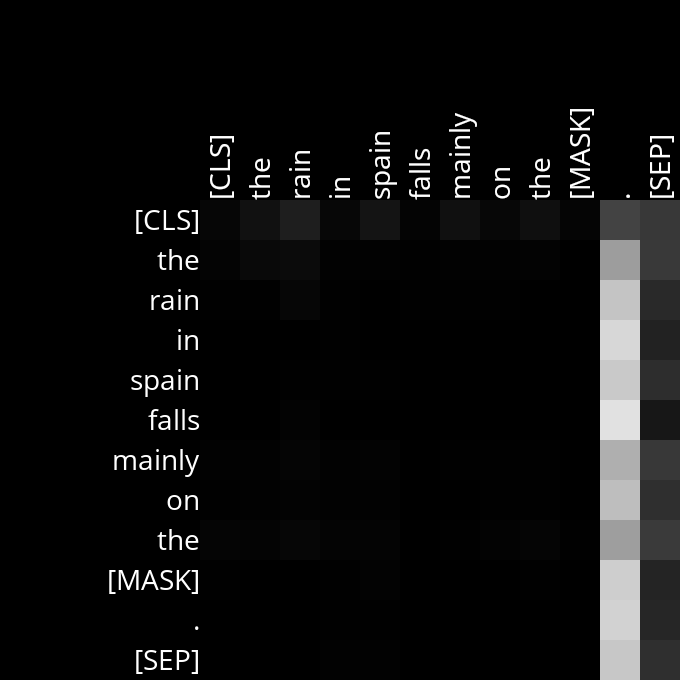 [CLS]
the
rain
in
spain
falls
mainly
on
the
[MASK]
.
[SEP]
[CLS]
the
rain
in
spain
falls
mainly
on
the
[MASK]
.
[SEP]